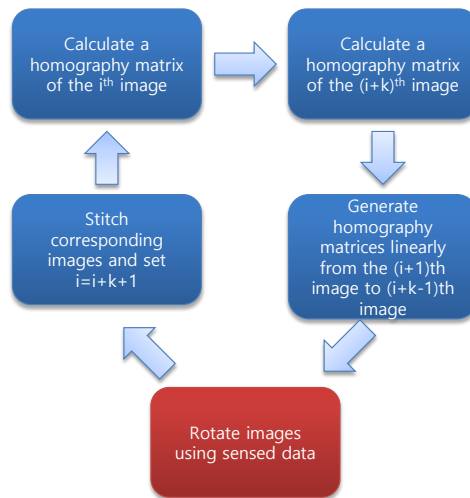 Calculate a
homography matrix
of the ith image
Calculate a
homography matrix
of the (i+k)th image
Generate
homography
matrices linearly
from the (i+1)th
image to (i+k-1)th
image
Rotate images
using sensed data
Stitch
corresponding
images and set
i=i+k+1